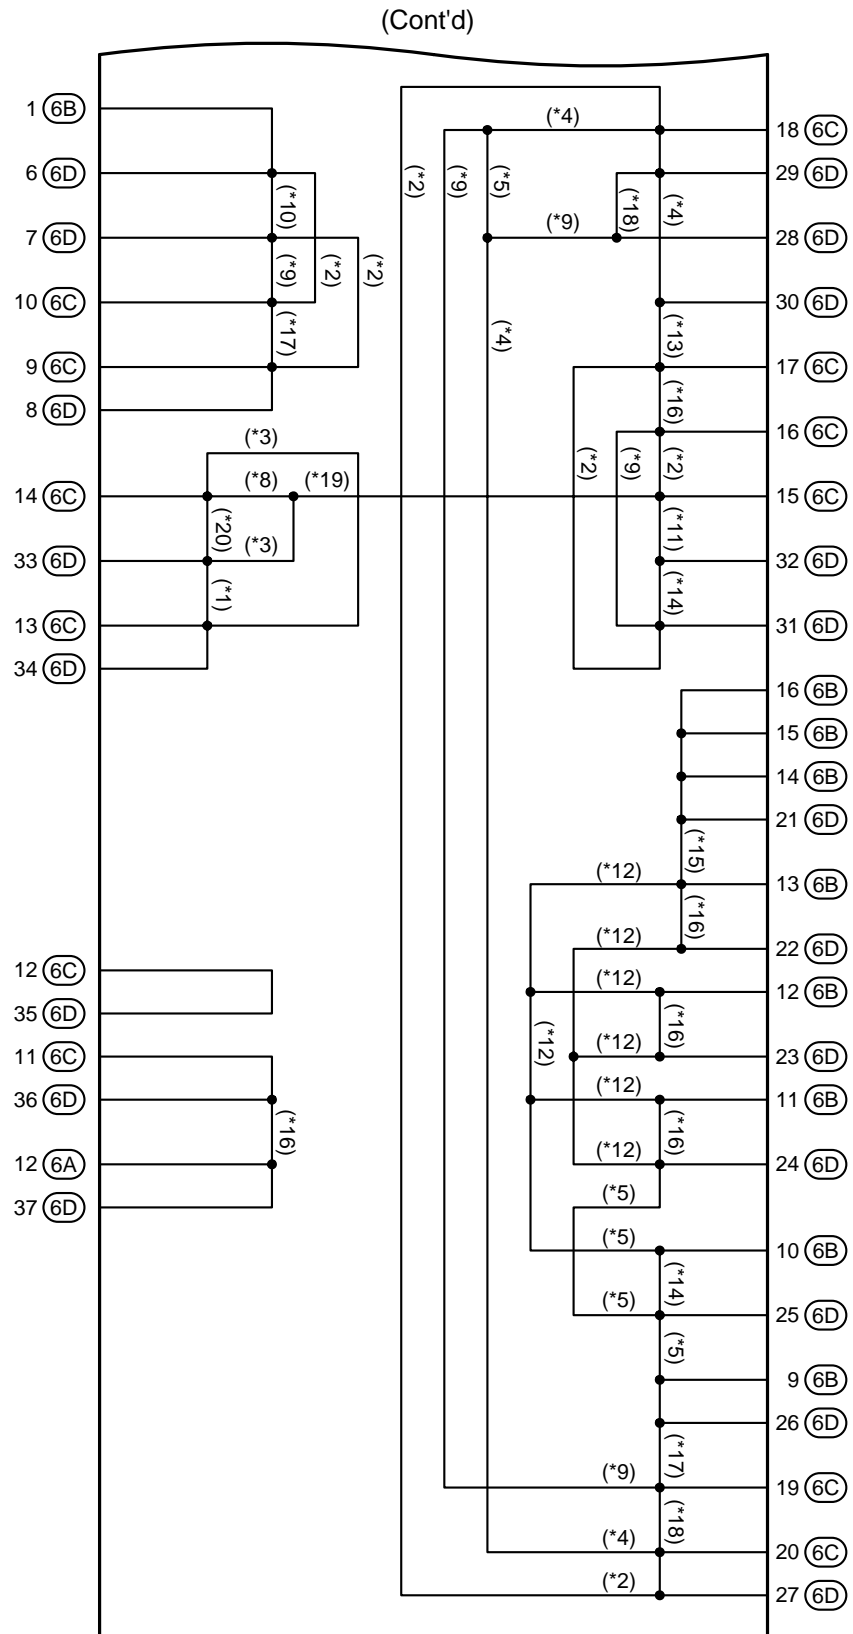 (Cont'd)
1 6B
6 6D
7 6D
10 6C
9 6C
8 6D
14 6C
33 6D
13 6C
34 6D
12 6C
35 6D
11 6C
36 6D
12 6A
37 6D
(*10)
(*9)
(*17)
(*2)
(*2)
(*3)
(*8)
(*19)
(*20)
(*3)
(*1)
(*16)
(*2)
(*9)
(*5)
(*4)
(*4)
(*9)
(*18)
(*4)
(*13)
(*16)
(*2)
(*9)
(*2)
(*11)
(*14)
(*15)
(*12)
(*16)
(*12)
(*12)
(*12)
(*16)
(*12)
(*12)
(*16)
(*12)
(*5)
(*5)
(*14)
(*5)
(*5)
(*17)
(*9)
(*18)
(*4)
(*2)
18 6C
29 6D
28 6D
30 6D
17 6C
16 6C
15 6C
32 6D
31 6D
16 6B
15 6B
14 6B
21 6D
13 6B
22 6D
12 6B
23 6D
11 6B
24 6D
10 6B
25 6D
9 6B
26 6D
19 6C
20 6C
27 6D